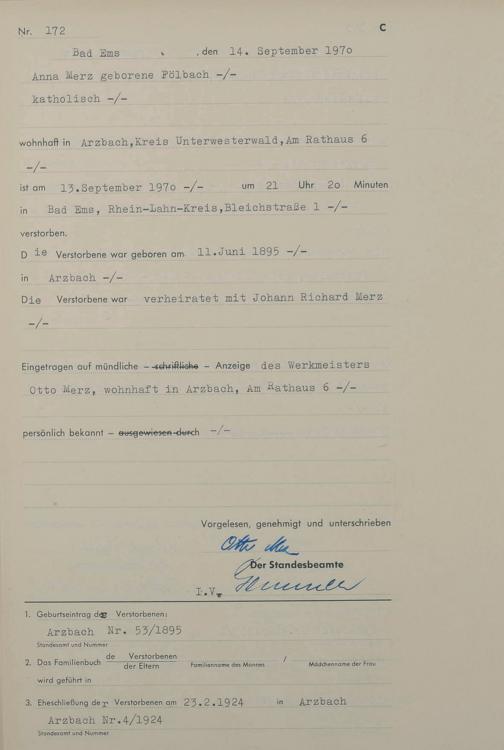 Nr. 172 C
Bad Ems , den 14. September 1970
Anna Merz geborene Fölbach -/-
katholisch -/-
wohnhaft in Arzbach,Kreis Unterwesterwald,Am Rathaus 6
-/-
ist am 13.September 1970 -/- um 21 Uhr 20 Minuten
in Bad Ems, Rhein-Lahn-Kreis,Bleichstraße 1 -/-
verstorben.
Die Verstorbene war geboren am 11.Juni 1895 -/-
in Arzbach -/-
Die Verstorbene war verheiratet mit Johann Richard Merz
-/-
Eingetragen auf mündliche – schriftliche – Anzeige des Werkmeisters
Otto Merz, wohnhaft in Arzbach, Am Rathaus 6 -/-
persönlich bekannt – ausgewiesen durch -/-
Vorgelesen, genehmigt und unterschrieben
Otto Merz
Der Standesbeamte
I.V.
1. Geburtseintrag der Verstorbenen:
Arzbach Nr. 53/1895
Standesamt und Nummer
2. Das Familienbuch de Verstorbenen
der Eltern Familienname des Mannes / Mädchenname der Frau
wird geführt in
3. Eheschließung der Verstorbenen am 23.2.1924 in Arzbach
Arzbach Nr.4/1924
Standesamt und Nummer